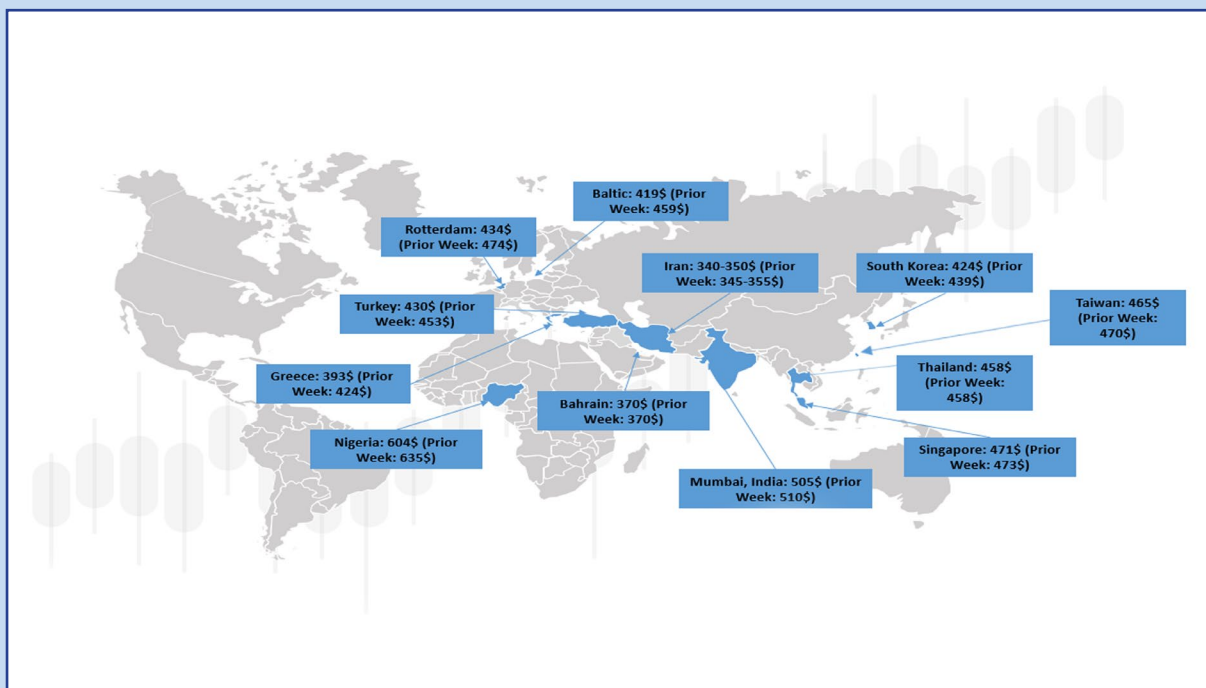 Baltic: 419$ (Prior
Week: 459$)
Rotterdam: 434$
(Prior Week: 474$)
Iran: 340-350$ (Prior
Week: 345-355$)
South Korea: 424$ (Prior
Week: 439$)
Turkey: 430$ (Prior
Week: 453$)
Taiwan: 465$
(Prior Week:
470$)
Greece: 393$ (Prior
Week: 424$)
Thailand: 458$
(Prior Week:
458$)
Bahrain: 370$ (Prior
Week: 370$)
Nigeria: 604$ (Prior
Week: 635$)
Singapore: 471$ (Prior
Week: 473$)
Mumbai, India: 505$ (Prior
Week: 510$)